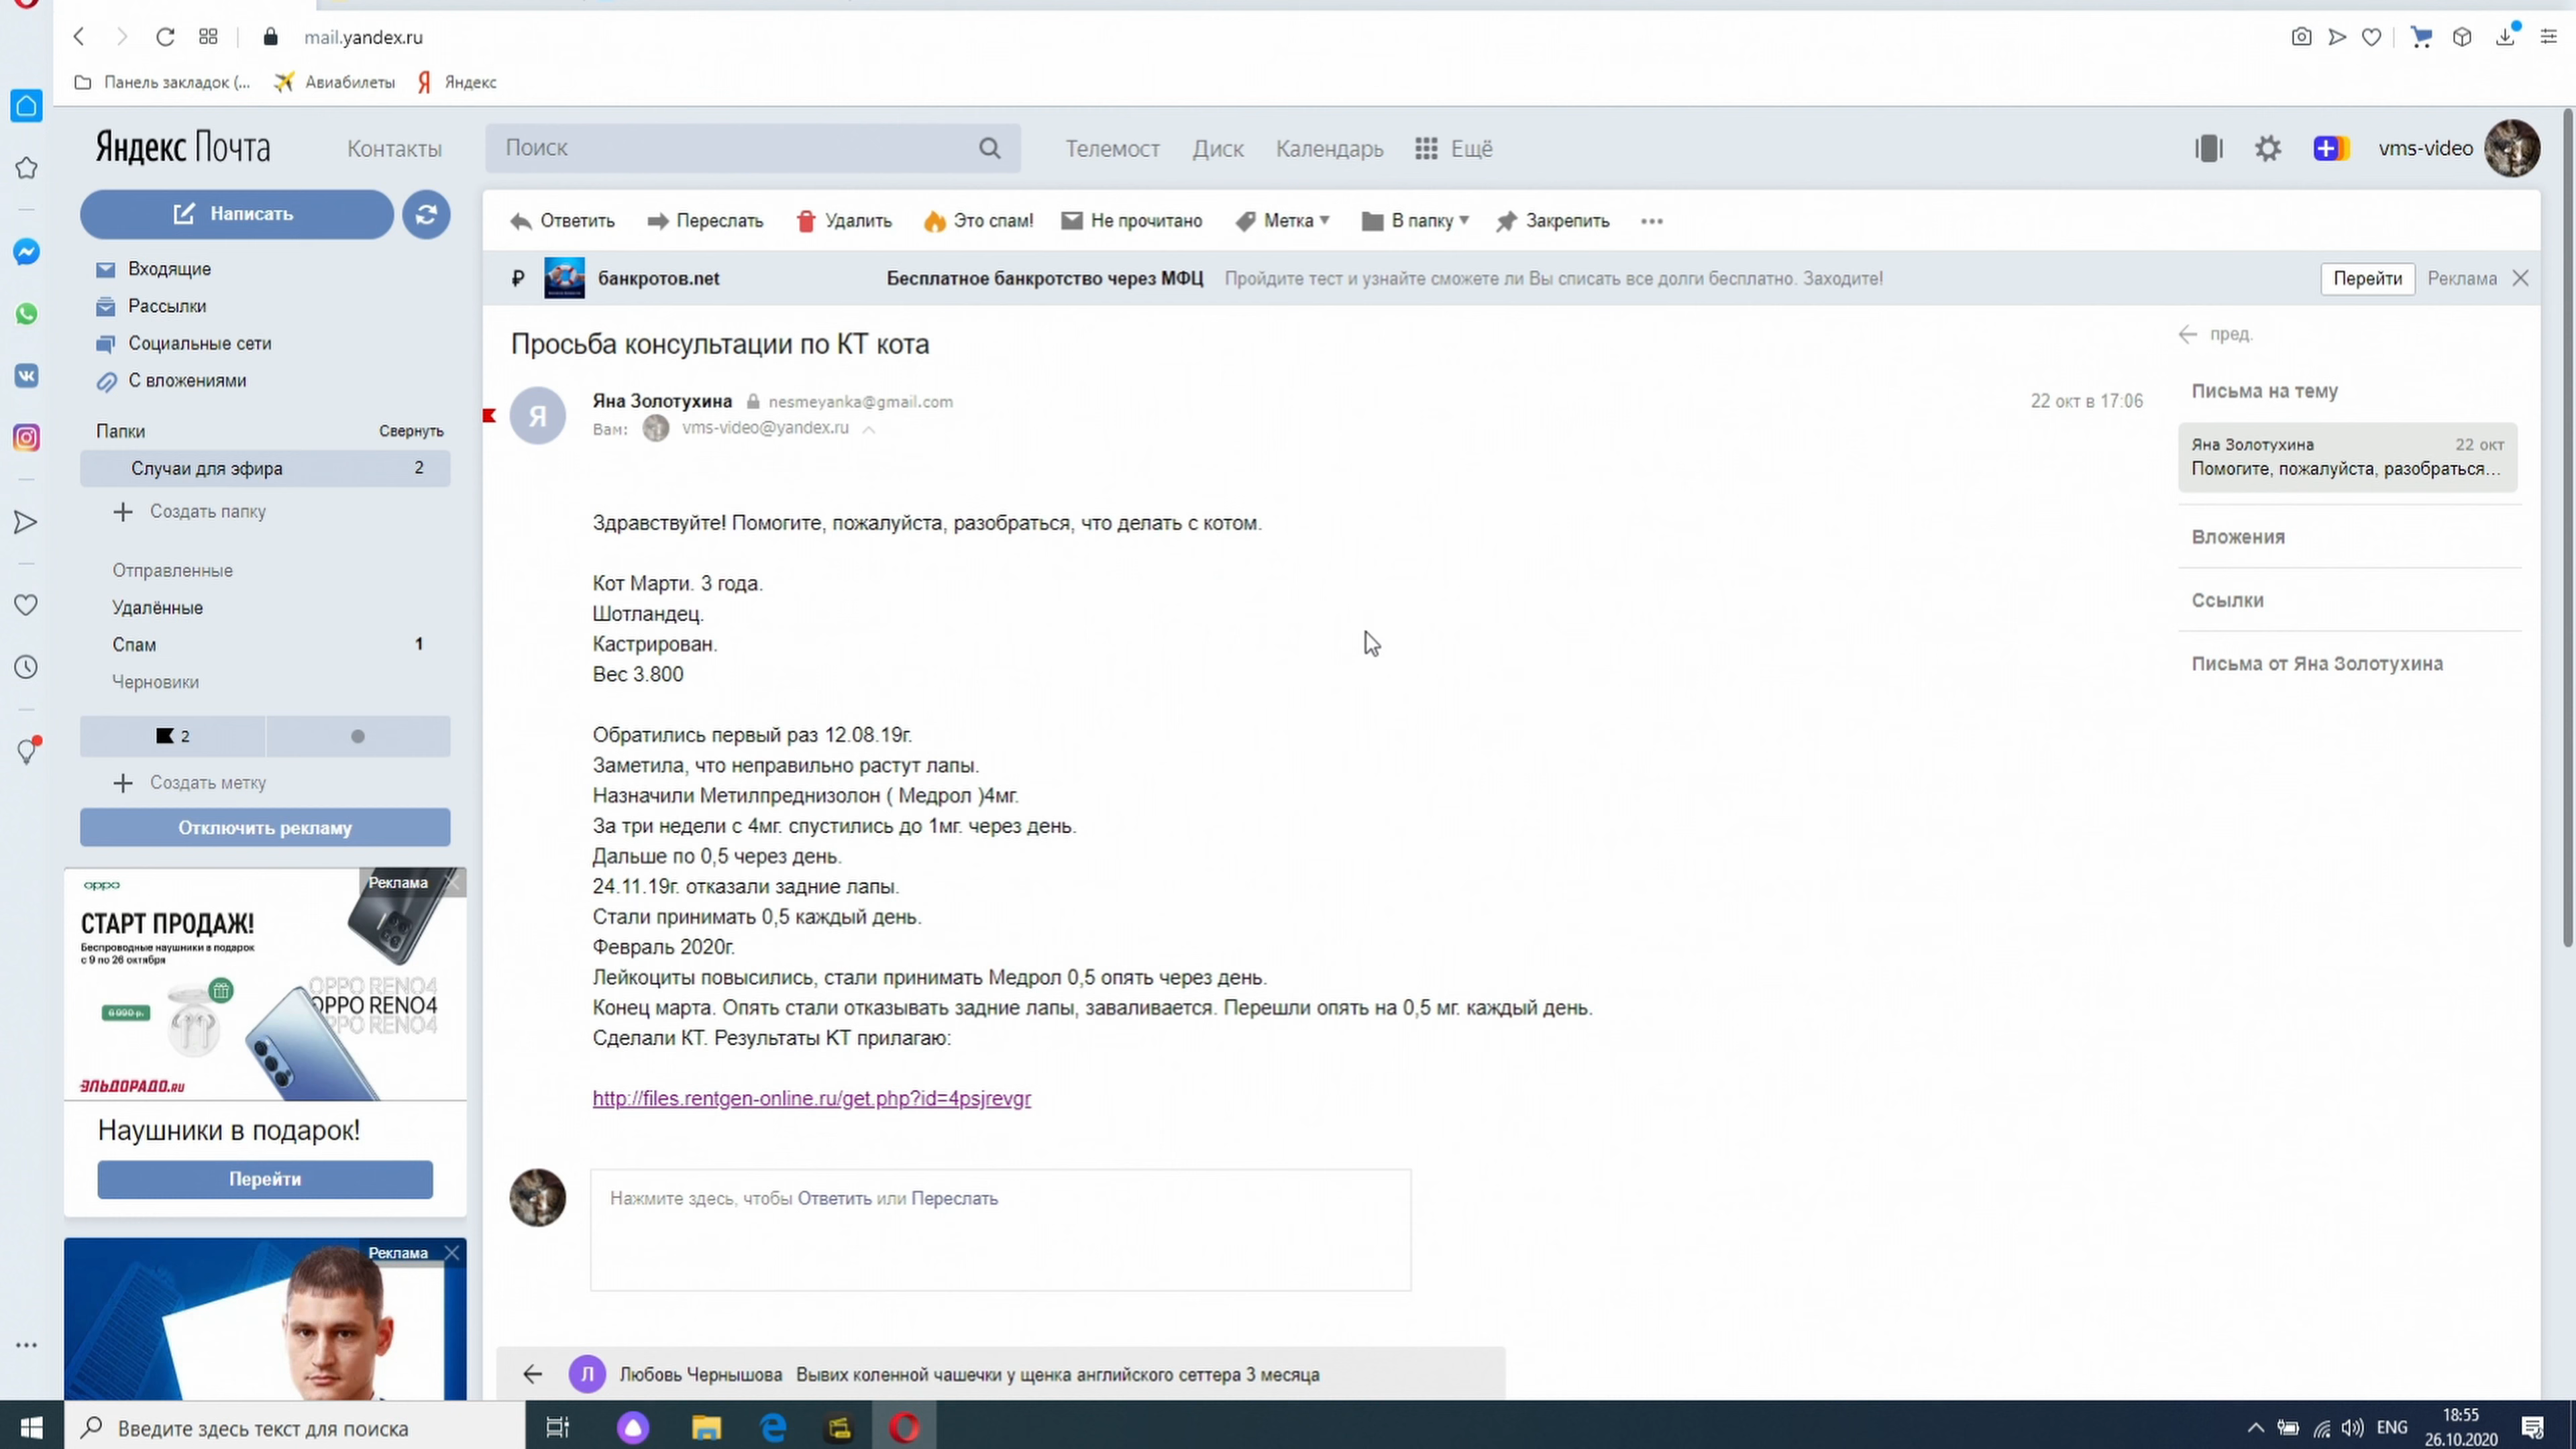 mail.yandex.ru
Панель закладок (...
Авиабилеты
Яндекс
Яндекс Почта
Контакты
Поиск
Телемост
Диск
Календарь
Ещё
vms-video
Написать
Ответить
Переслать
Удалить
Это спам!
Не прочитано
Метка
В папку
Закрепить
Входящие
Рассылки
Социальные сети
С вложениями
Папки
Свернуть
Случаи для эфира 2
Создать папку
Отправленные
Удалённые
Спам 1
Черновики
2
Создать метку
Отключить рекламу
oppo
Реклама
СТАРТ ПРОДАЖ!
Беспроводные наушники в подарок
с 9 по 26 октября
OPPO RENO4
OPPO RENO4
OPPO RENO4
6 990 р.
ЭЛЬДОРАДО.RU
Наушники в подарок!
Перейти
Реклама
₽ банкротов.net Бесплатное банкротство через МФЦ Пройдите тест и узнайте сможете ли Вы списать все долги бесплатно. Заходите! Перейти Реклама
Просьба консультации по КТ кота
Я
Яна Золотухина nesmeyanka@gmail.com
22 окт в 17:06
Вам: vms-video@yandex.ru
Здравствуйте! Помогите, пожалуйста, разобраться, что делать с котом.
Кот Марти. 3 года.
Шотландец.
Кастрирован.
Вес 3.800
Обратились первый раз 12.08.19г.
Заметила, что неправильно растут лапы.
Назначили Метилпреднизолон ( Медрол )4мг.
За три недели с 4мг. спустились до 1мг. через день.
Дальше по 0,5 через день.
24.11.19г. отказали задние лапы.
Стали принимать 0,5 каждый день.
Февраль 2020г.
Лейкоциты повысились, стали принимать Медрол 0,5 опять через день.
Конец марта. Опять стали отказывать задние лапы, заваливается. Перешли опять на 0,5 мг. каждый день.
Сделали КТ. Результаты КТ прилагаю:
http://files.rentgen-online.ru/get.php?id=4psjrevgr
Нажмите здесь, чтобы Ответить или Переслать
Л Любовь Чернышова Вывих коленной чашечки у щенка английского сеттера 3 месяца
пред.
Письма на тему
Яна Золотухина 22 окт
Помогите, пожалуйста, разобраться...
Вложения
Ссылки
Письма от Яна Золотухина
Введите здесь текст для поиска
ENG
18:55
26.10.2020